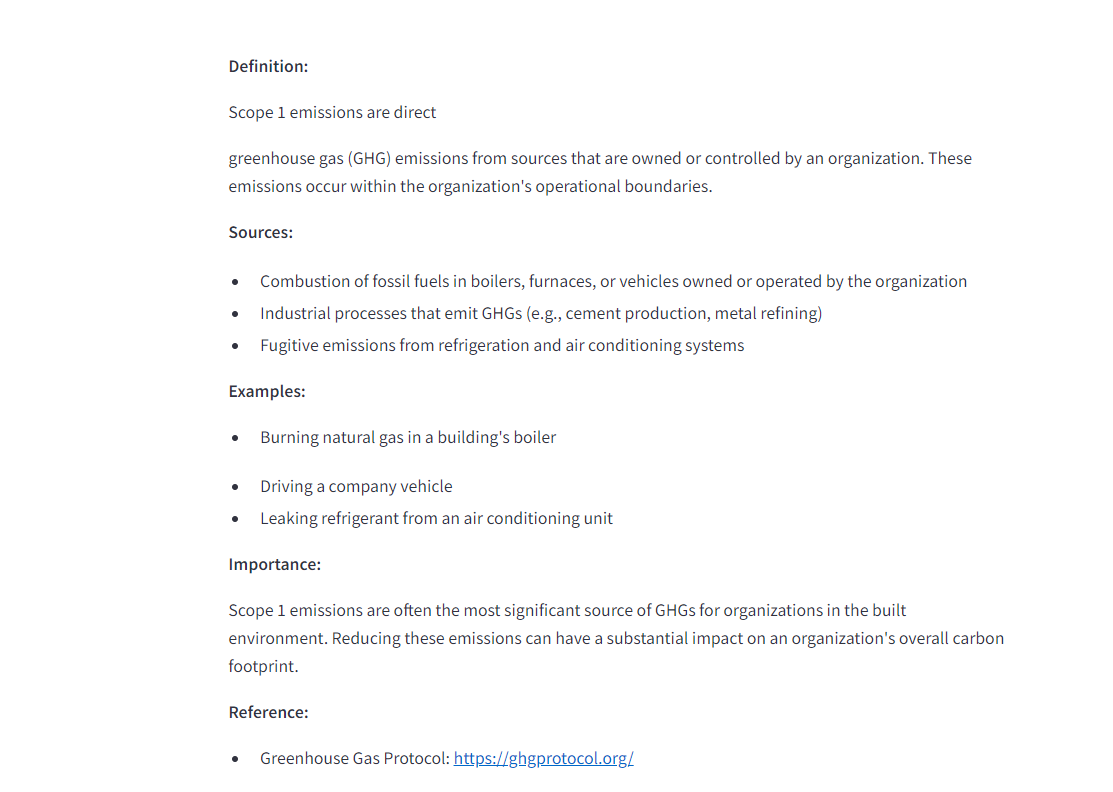 Definition:
Scope 1 emissions are direct
greenhouse gas (GHG) emissions from sources that are owned or controlled by an organization. These
emissions occur within the organization's operational boundaries.
Sources:
• Combustion of fossil fuels in boilers, furnaces, or vehicles owned or operated by the organization
• Industrial processes that emit GHGs (e.g., cement production, metal refining)
• Fugitive emissions from refrigeration and air conditioning systems
Examples:
• Burning natural gas in a building's boiler
• Driving a company vehicle
• Leaking refrigerant from an air conditioning unit
Importance:
Scope 1 emissions are often the most significant source of GHGs for organizations in the built
environment. Reducing these emissions can have a substantial impact on an organization's overall carbon
footprint.
Reference:
• Greenhouse Gas Protocol: https://ghgprotocol.org/